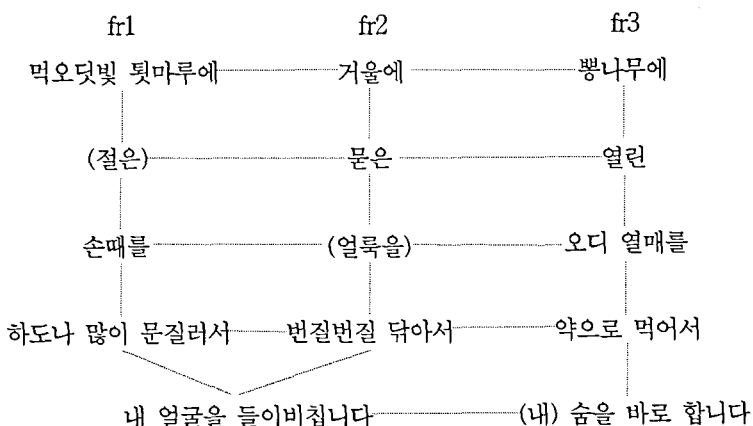 fr1 fr2 fr3
먹오딧빛 툇마루에 거울에 뽕나무에
(절은) 묻은 열린
손때를 (얼룩을) 오디 열매를
하도나 많이 문질러서 번질번질 닦아서 약으로 먹어서
내 얼굴을 들이비칩니다 (내) 숨을 바로 합니다